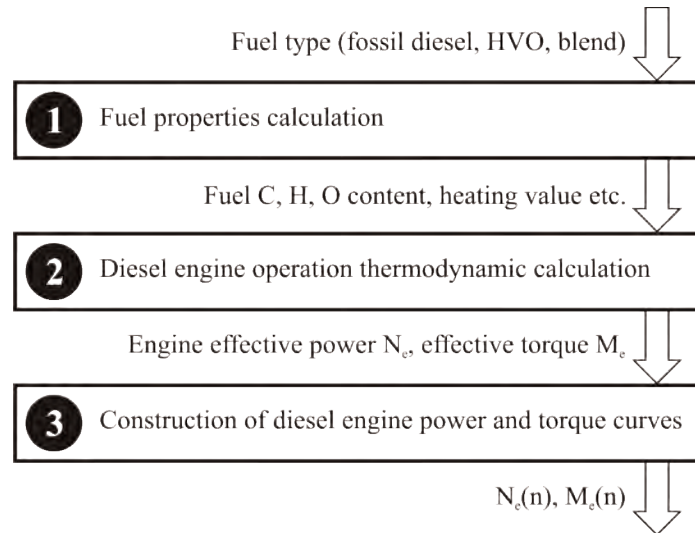 Fuel type (fossil diesel, HVO, blend)
1 Fuel properties calculation
Fuel C, H, O content, heating value etc.
2 Diesel engine operation thermodynamic calculation
Engine effective power Nₑ, effective torque Mₑ
3 Construction of diesel engine power and torque curves
Nₑ(n), Mₑ(n)